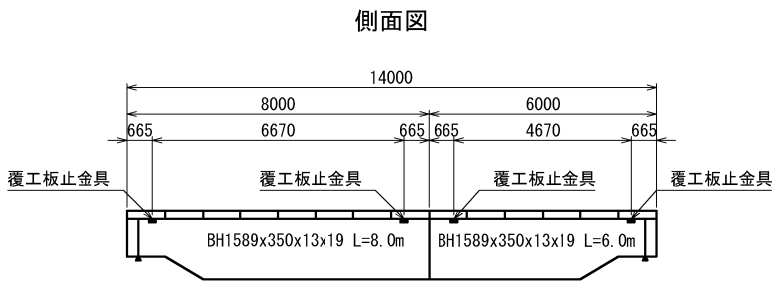 側面図
14000
8000 6000
665 6670 665 665 4670 665
覆工板止金具 覆工板止金具 覆工板止金具 覆工板止金具
BH1589x350x13x19 L=8.0m BH1589x350x13x19 L=6.0m